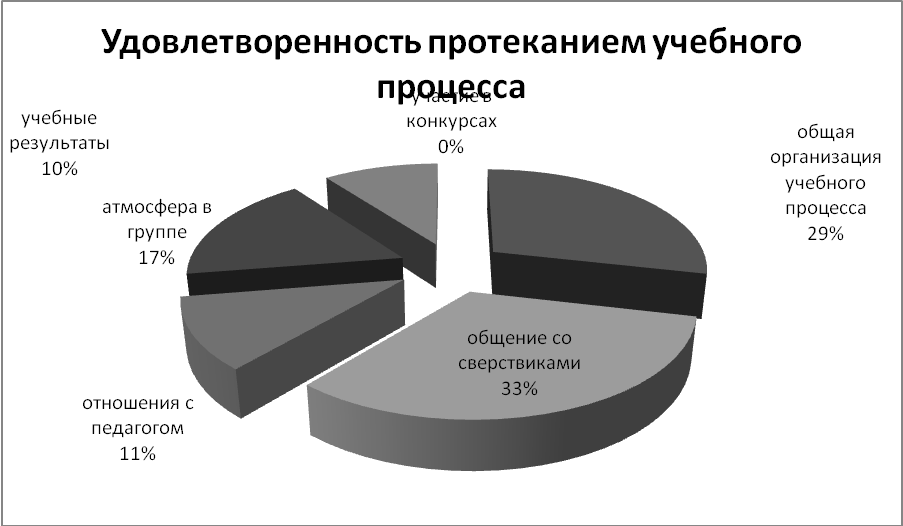 Удовлетворенность протеканием учебного
процесса
участие в
конкурсах
0%
учебные
результаты
10%
общая
организация
учебного
процесса
29%
атмосфера в
группе
17%
общение со
сверствиками
33%
отношения с
педагогом
11%